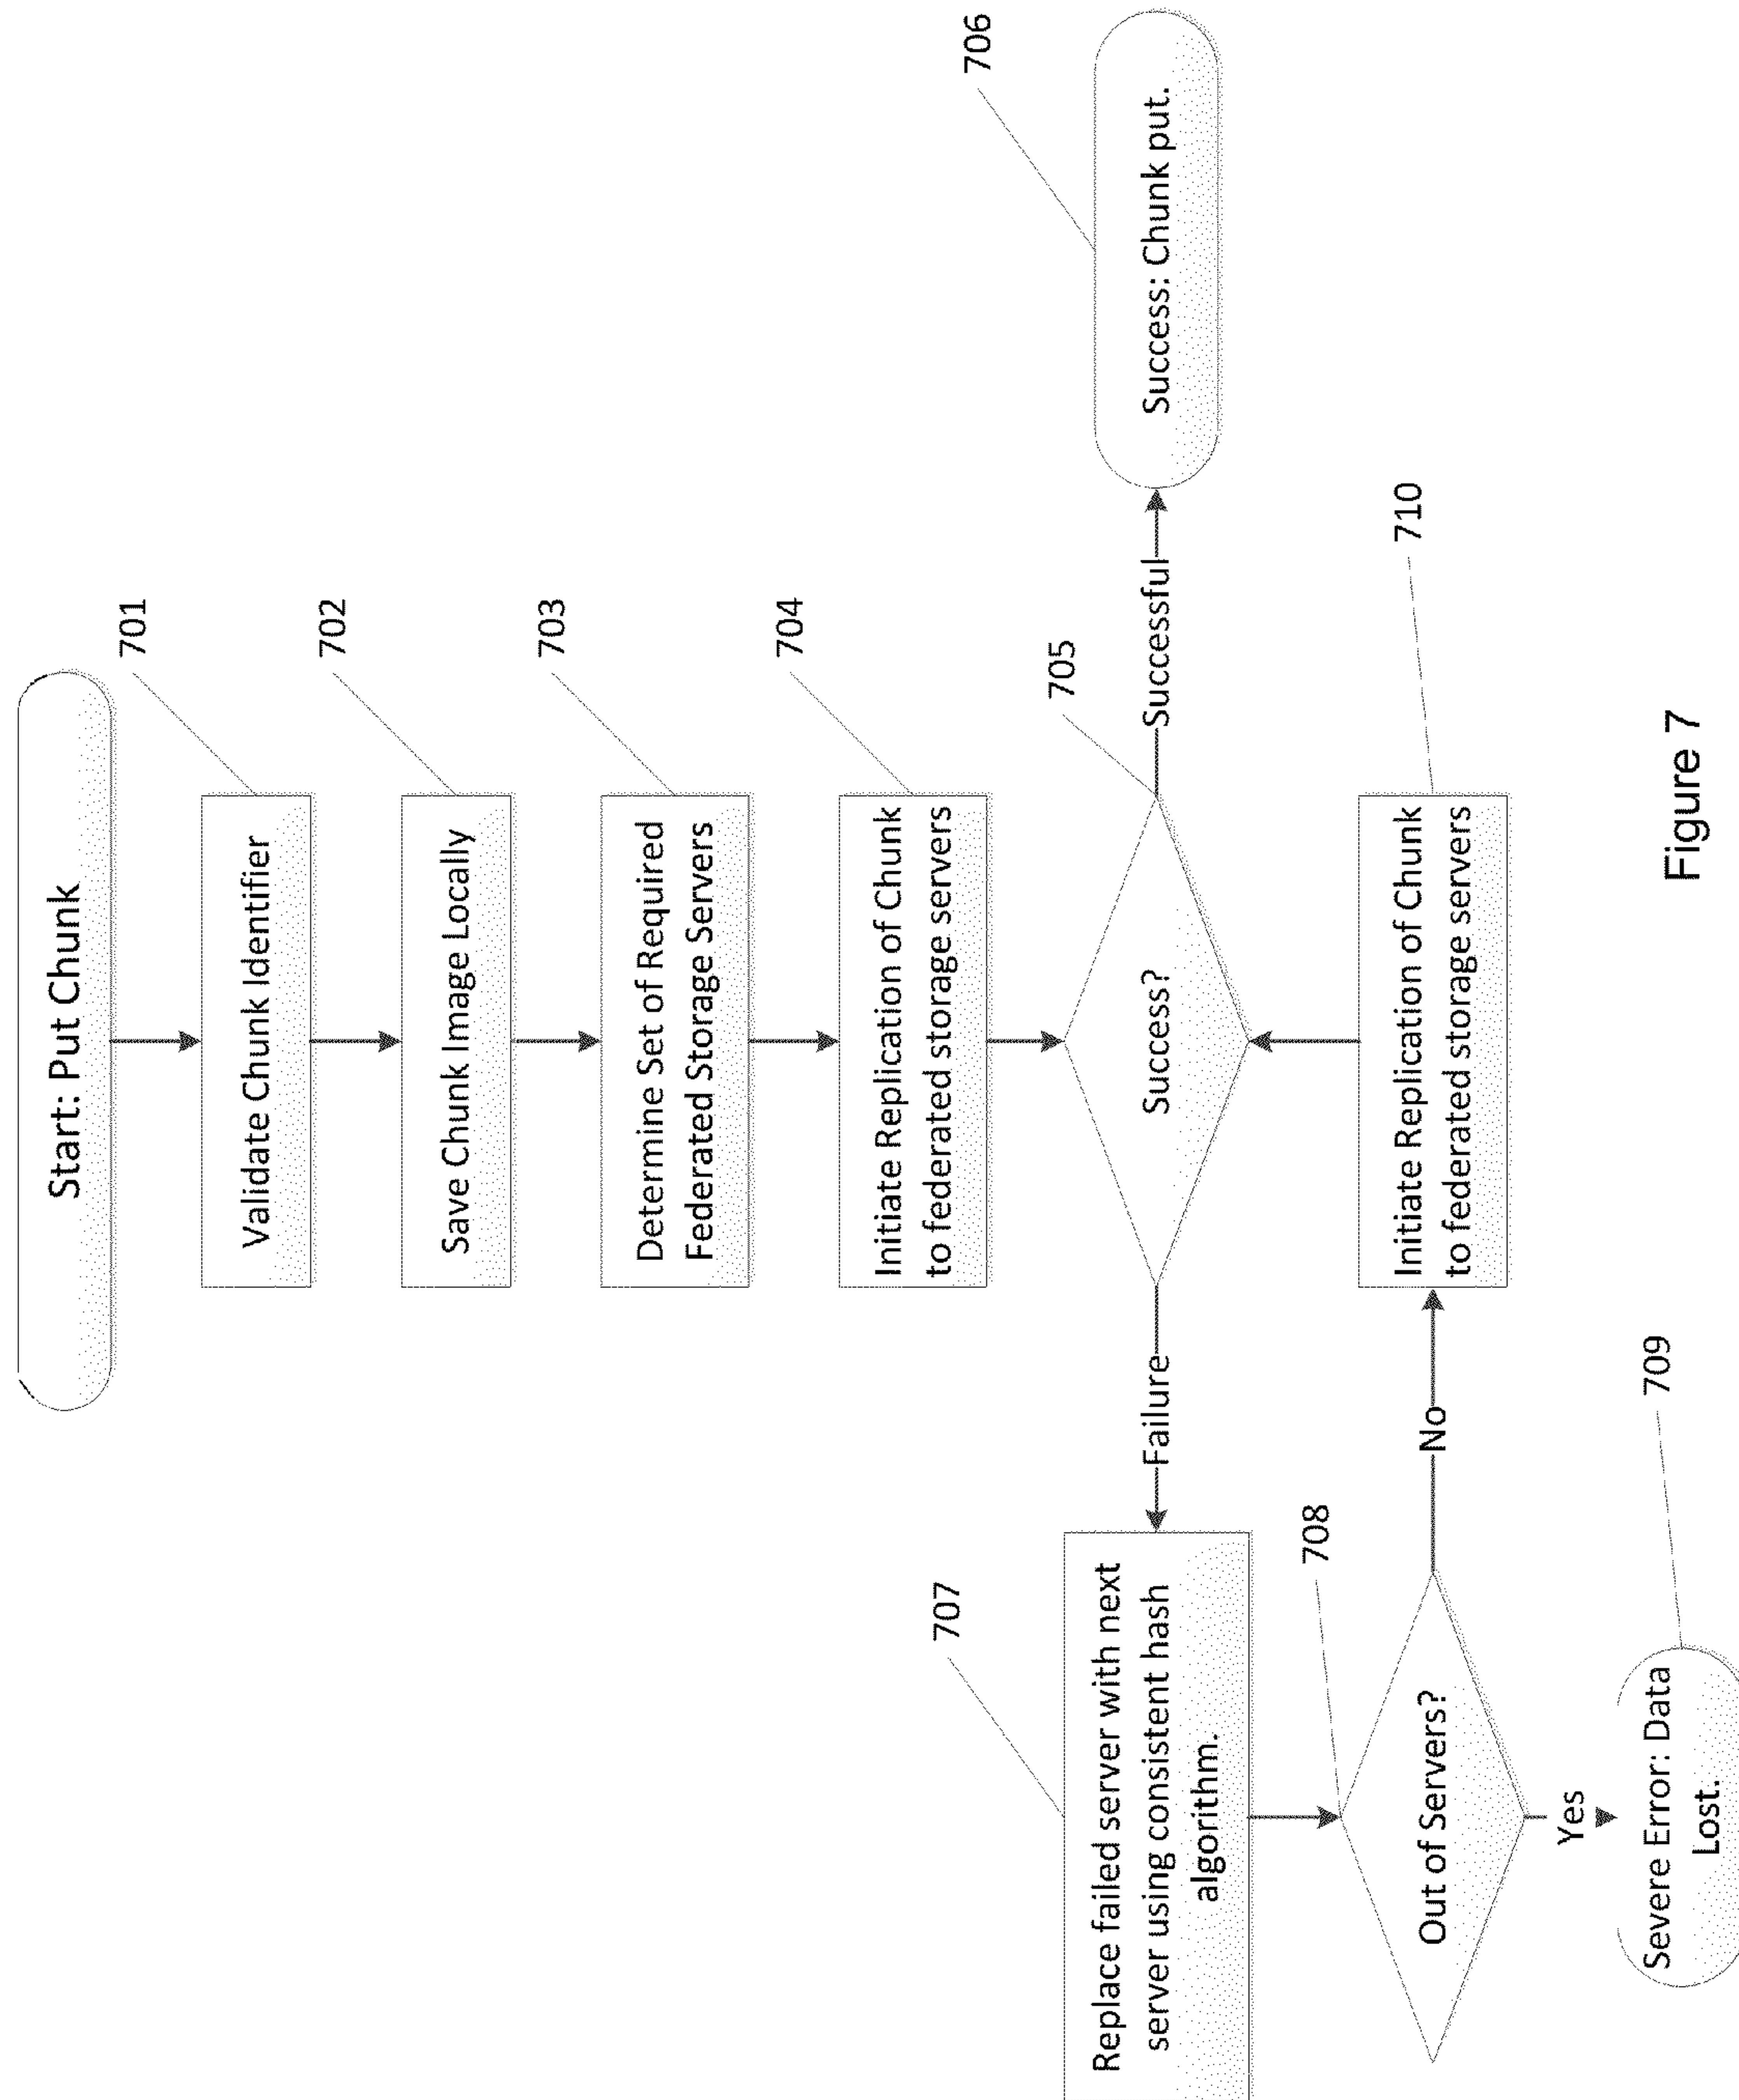 Start: Put Chunk
701
Validate Chunk Identifier
702
Save Chunk Image Locally
703
Determine Set of Required
Federated Storage Servers
704
Initiate Replication of Chunk
to federated storage servers
705
Success?
Successful
706
Success: Chunk put.
Failure
707
Replace failed server with next
server using consistent hash
algorithm.
708
Out of Servers?
No
710
Initiate Replication of Chunk
to federated storage servers
Yes
709
Severe Error: Data
Lost.
Figure 7